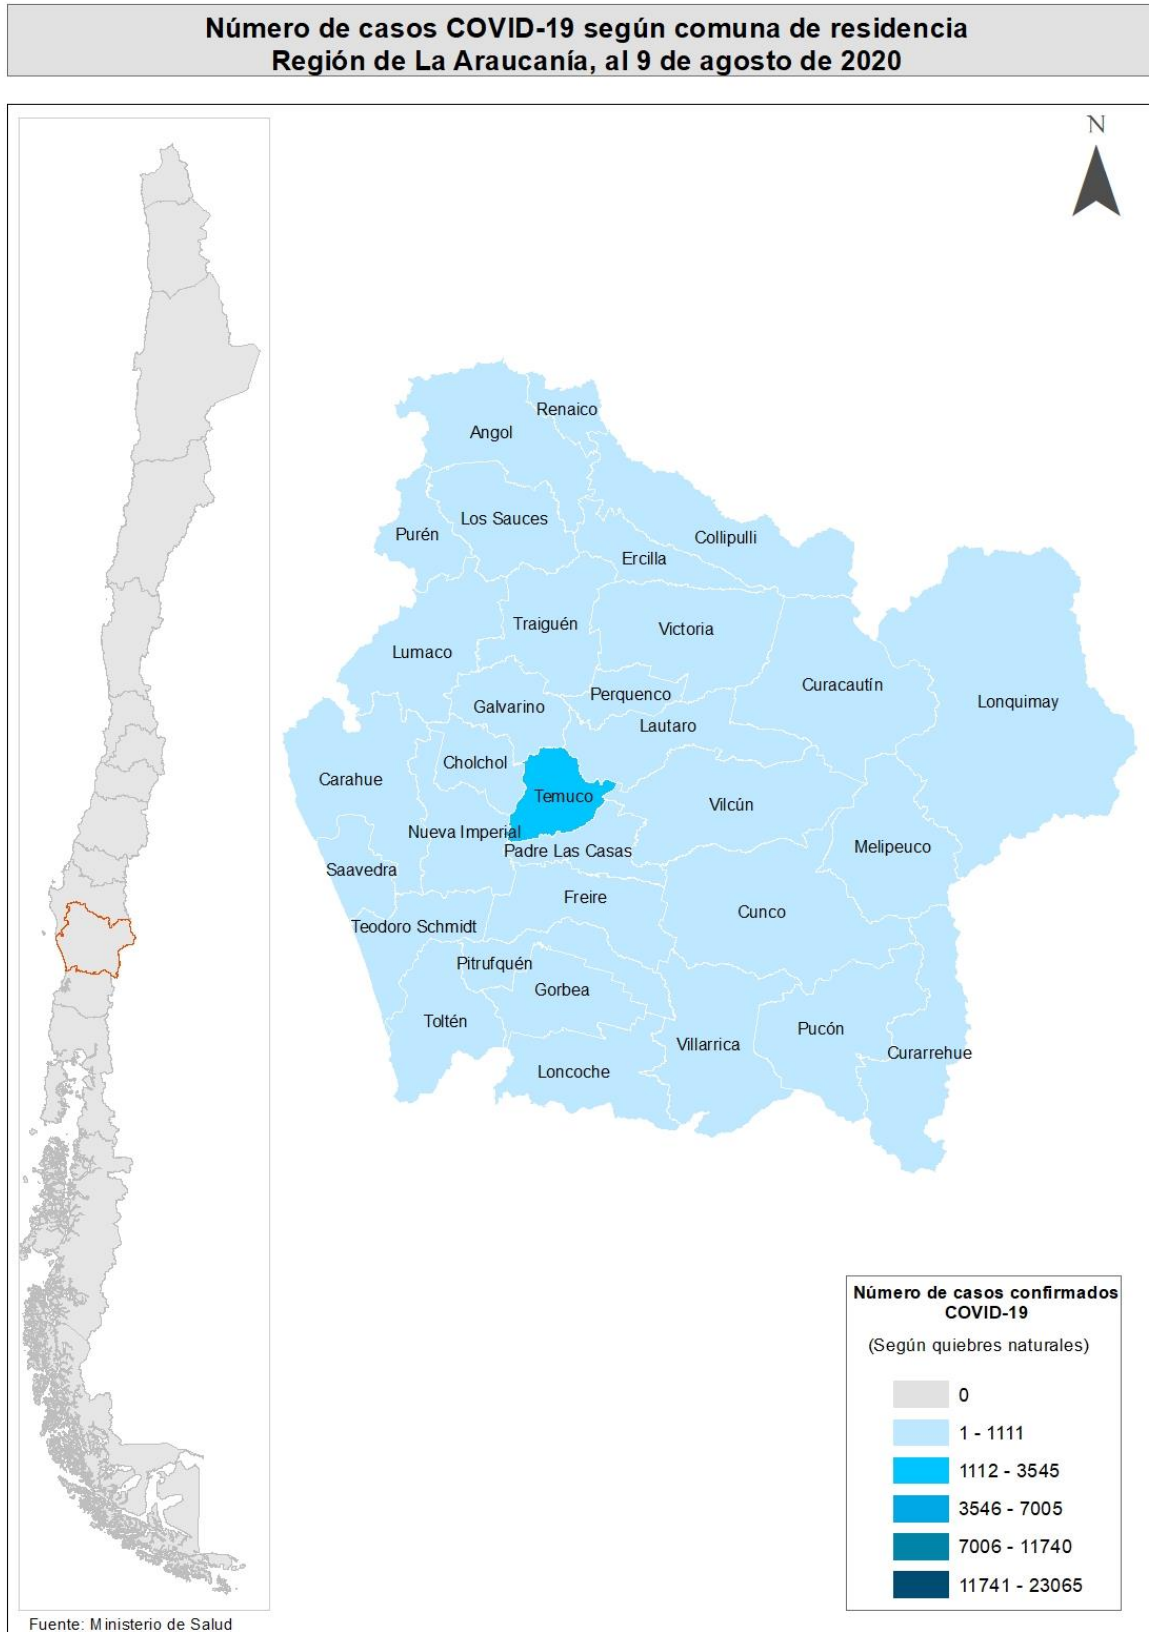 Número de casos COVID-19 según comuna de residencia
Región de La Araucanía, al 9 de agosto de 2020
N
Renaico
Angol
Los Sauces
Purén
Collipulli
Ercilla
Traiguén
Victoria
Lumaco
Curacautín
Perquenco
Lonquimay
Galvarino
Lautaro
Cholchol
Carahue
Temuco
Vilcún
Nueva Imperial
Padre Las Casas
Melipeuco
Saavedra
Freire
Cunco
Teodoro Schmidt
Pitrufquén
Gorbea
Toltén
Pucón
Villarrica
Curarrehue
Loncoche
Número de casos confirmados
COVID-19
(Según quiebres naturales)
0
1 - 1111
1112 - 3545
3546 - 7005
7006 - 11740
11741 - 23065
Fuente: Ministerio de Salud